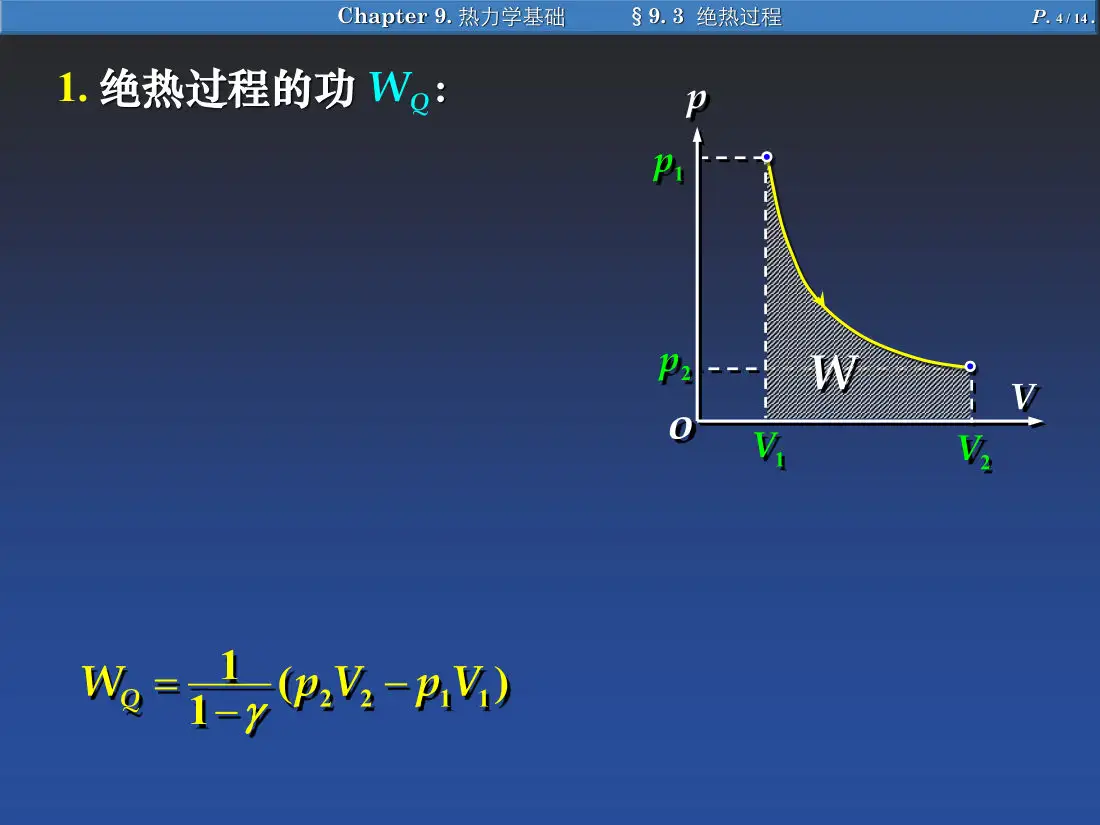 Chapter 9. 热力学基础 § 9. 3 绝热过程 P. 4 / 14 .
1. 绝热过程的功 W_Q :
p
p₁
p₂
W
V
O
V₁
V₂
W_Q = \frac{1}{1-γ} (p₂V₂ − p₁V₁)